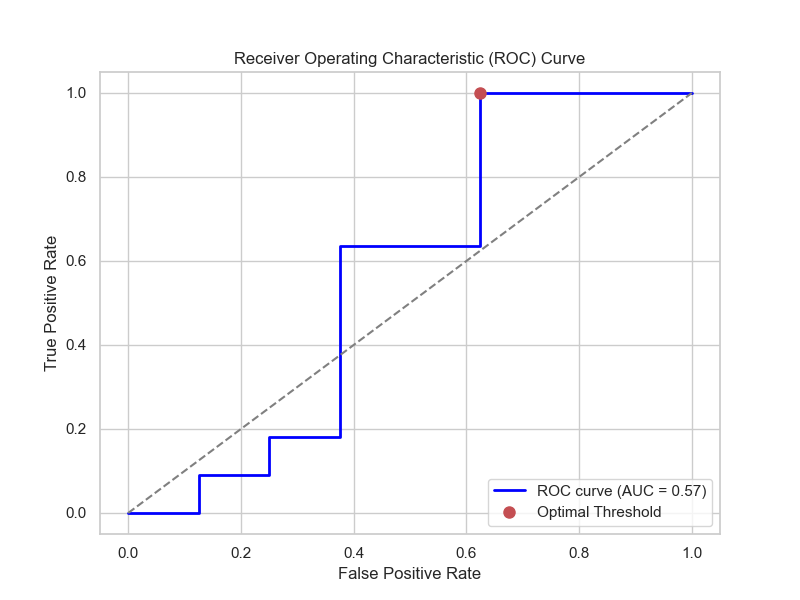 Receiver Operating Characteristic (ROC) Curve
True Positive Rate
1.0
0.8
0.6
0.4
0.2
0.0
ROC curve (AUC = 0.57)
Optimal Threshold
0.0 0.2 0.4 0.6 0.8 1.0
False Positive Rate